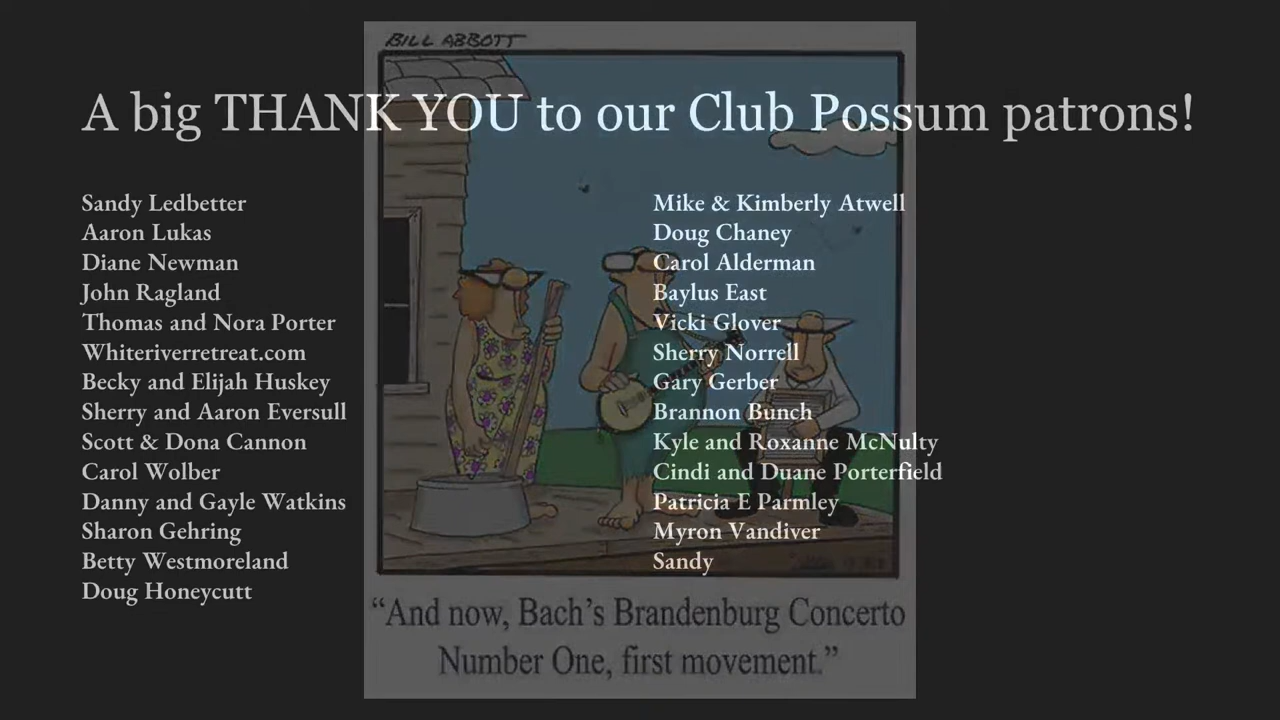 BILL ABBOTT
A big THANK YOU to our Club Possum patrons!
Sandy Ledbetter
Aaron Lukas
Diane Newman
John Ragland
Thomas and Nora Porter
Whiteriverretreat.com
Becky and Elijah Huskey
Sherry and Aaron Eversull
Scott & Dona Cannon
Carol Wolber
Danny and Gayle Watkins
Sharon Gehring
Betty Westmoreland
Doug Honeycutt
Mike & Kimberly Atwell
Doug Chaney
Carol Alderman
Baylus East
Vicki Glover
Sherry Norrell
Gary Gerber
Brannon Bunch
Kyle and Roxanne McNulty
Cindi and Duane Porterfield
Patricia E Parmley
Myron Vandiver
Sandy
“And now, Bach’s Brandenburg Concerto
Number One, first movement.”